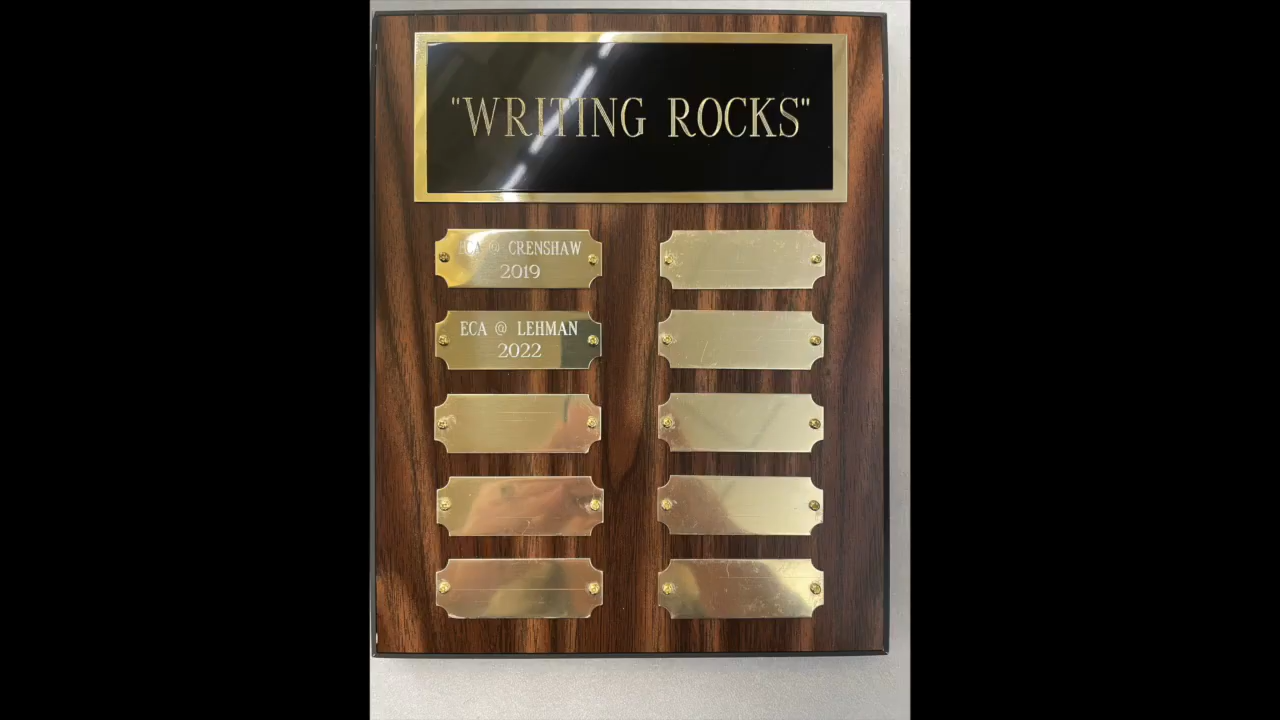 "WRITING ROCKS"
ECA @ CRENSHAW
2019
ECA @ LEHMAN
2022